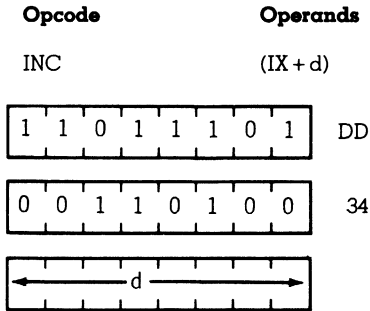 Opcode Operands
INC (IX + d)
1 1 0 1 1 1 0 1 DD
0 0 1 1 0 1 0 0 34
d